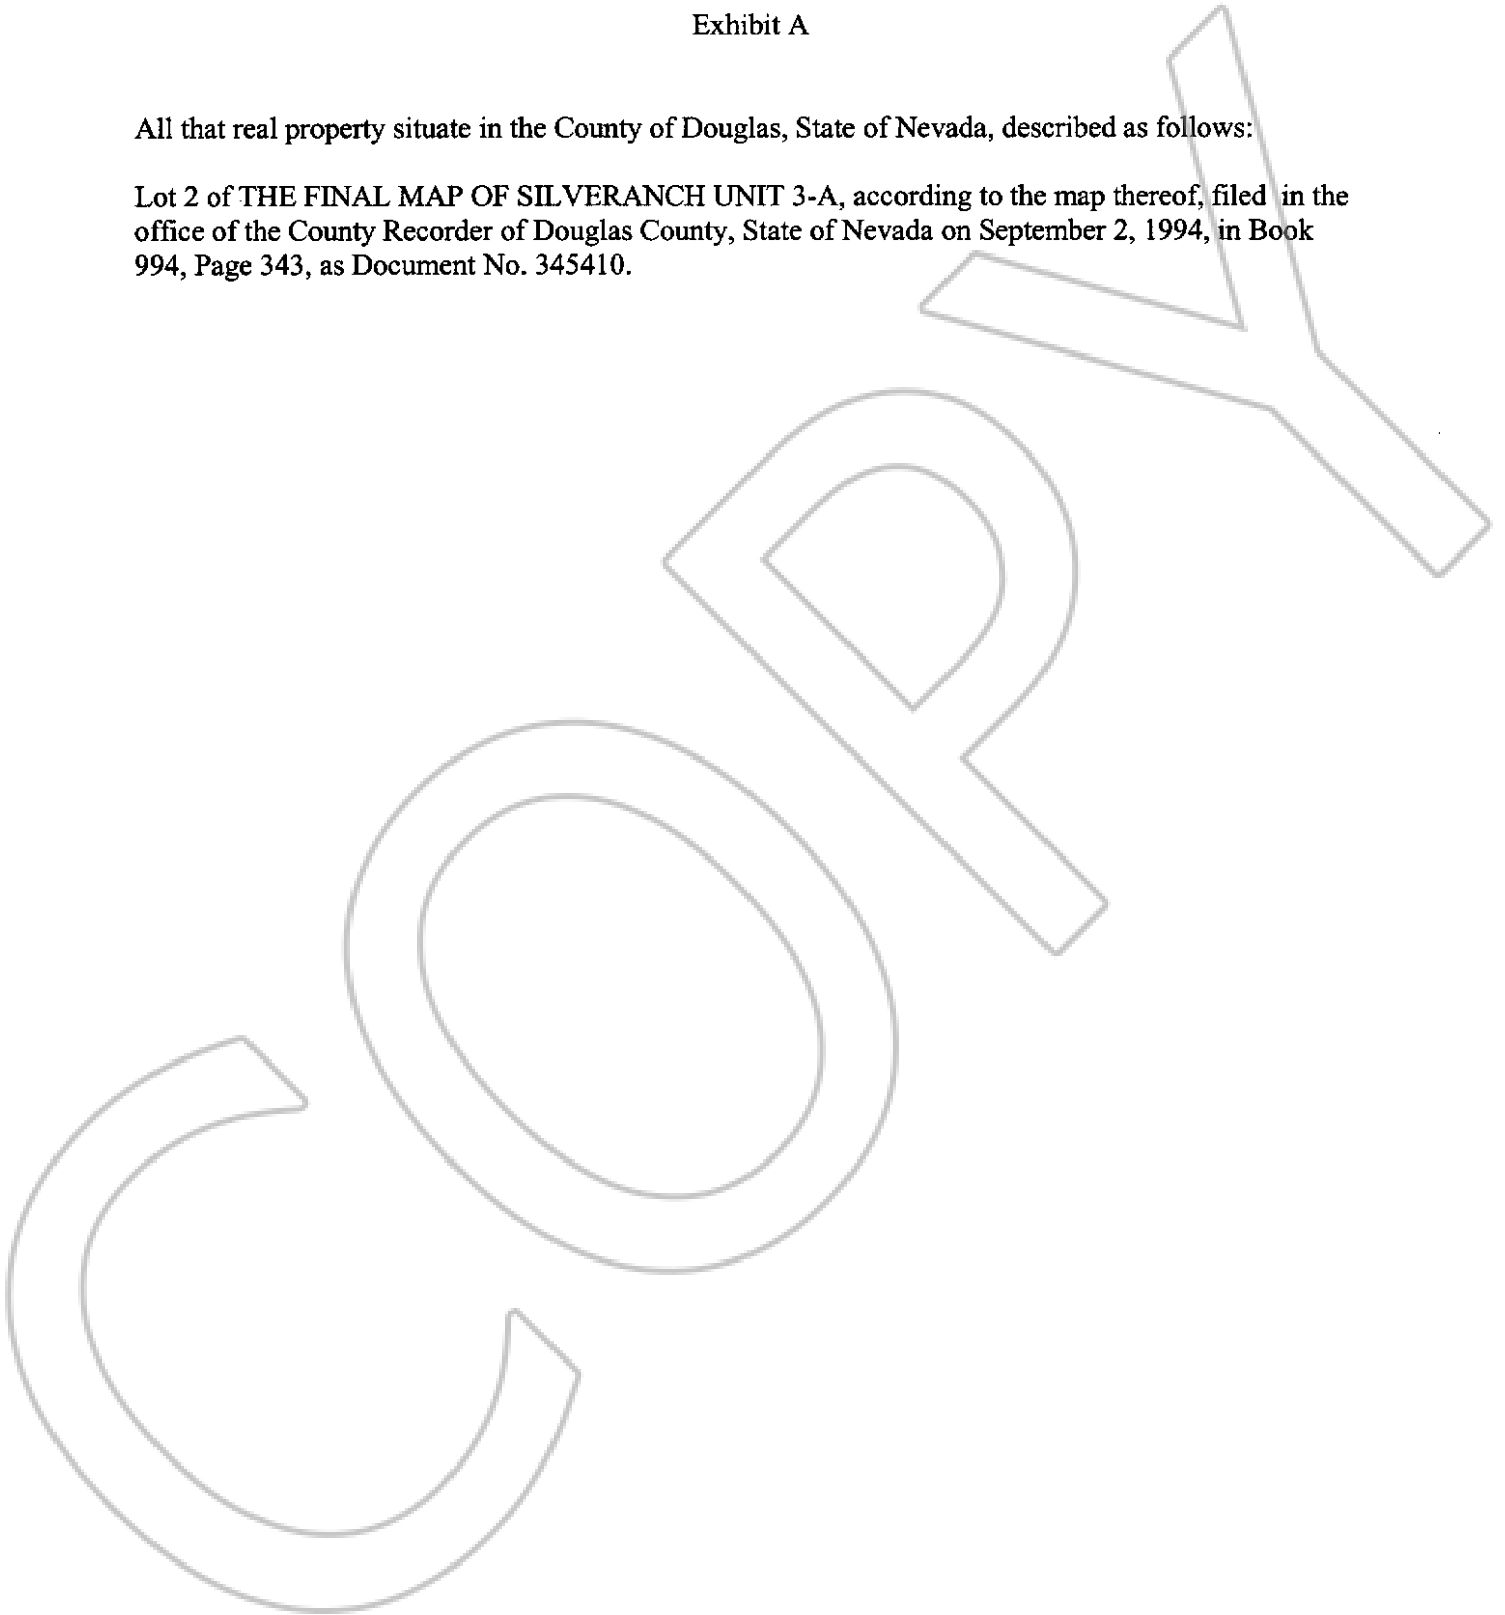 Exhibit A
All that real property situate in the County of Douglas, State of Nevada, described as follows:
Lot 2 of THE FINAL MAP OF SILVERANCH UNIT 3-A, according to the map thereof, filed in the
office of the County Recorder of Douglas County, State of Nevada on September 2, 1994, in Book
994, Page 343, as Document No. 345410.
COPY